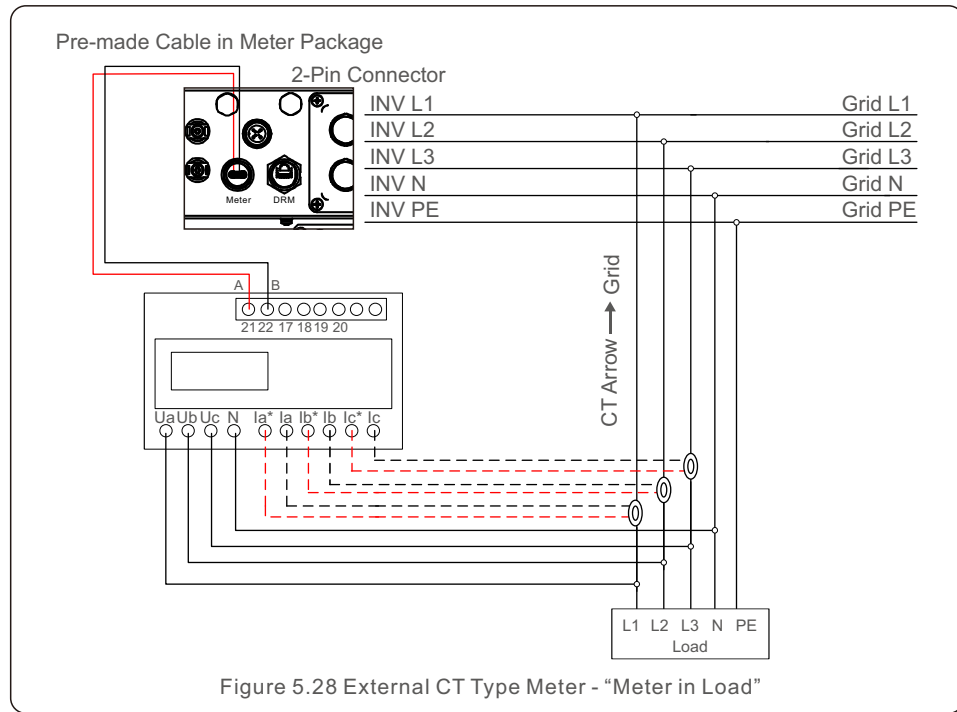 Pre-made Cable in Meter Package
2-Pin Connector
INV L1 Grid L1
INV L2 Grid L2
INV L3 Grid L3
INV N Grid N
INV PE Grid PE
Meter DRM
CT Arrow → Grid
A B
21 22 17 18 19 20
Ua Ub Uc N Ia* Ia Ib* Ib Ic* Ic
L1 L2 L3 N PE
Load
Figure 5.28 External CT Type Meter - “Meter in Load”